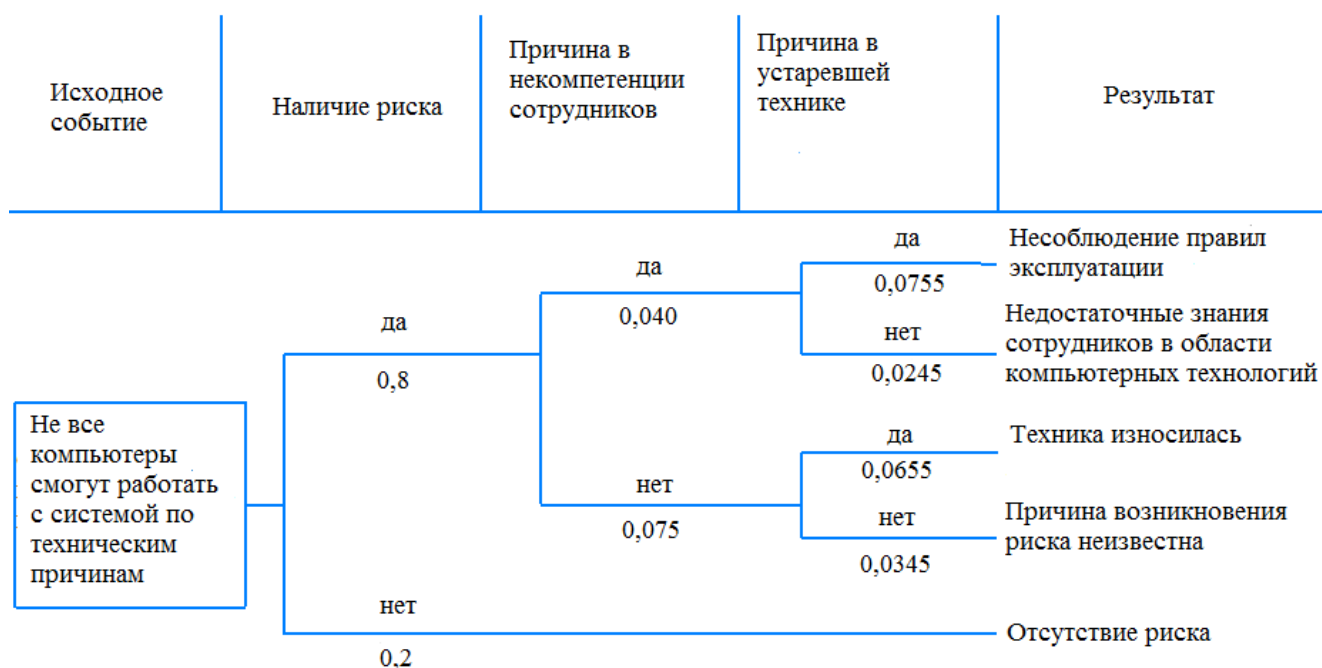 Исходное
событие
Наличие риска
Причина в
некомпетенции
сотрудников
Причина в
устаревшей
технике
Результат
да
0,8
да
0,040
да
0,0755
Несоблюдение правил
эксплуатации
нет
0,0245
Недостаточные знания
сотрудников в области
компьютерных технологий
Не все
компьютеры
смогут работать
с системой по
техническим
причинам
нет
0,075
да
0,0655
Техника износилась
нет
0,0345
Причина возникновения
риска неизвестна
нет
0,2
Отсутствие риска